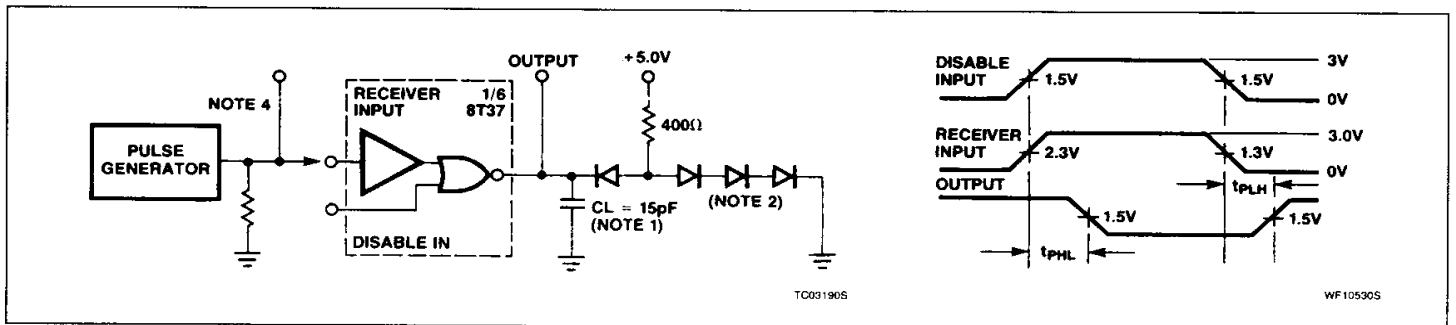 NOTE 4
PULSE
GENERATOR
RECEIVER
INPUT
1/6
8T37
DISABLE IN
OUTPUT
+5.0V
400Ω
CL = 15pF
(NOTE 1)
(NOTE 2)
TC03190S
DISABLE
INPUT
1.5V
1.5V
3V
0V
RECEIVER
INPUT
2.3V
1.3V
3.0V
0V
OUTPUT
tPLH
1.5V
1.5V
tPHL
WF10530S